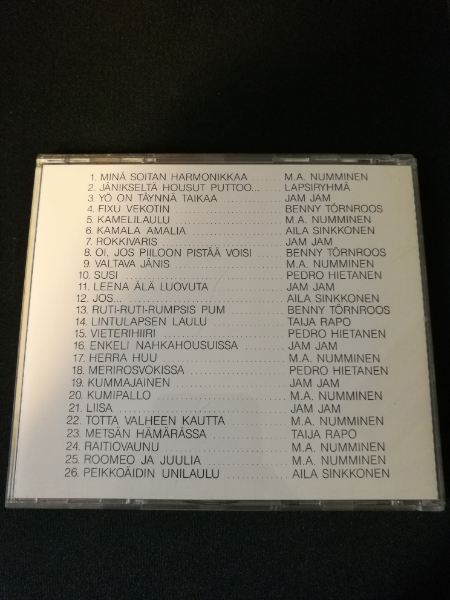 1. MINÄ SOITAN HARMONIKKAA M.A. NUMMINEN
2. JÄNIKSELTÄ HOUSUT PUTTOO... LAPSIRYHMÄ
3. YÖ ON TÄYNNÄ TAIKAA JAM JAM
4. FIXU VEKOTIN BENNY TÖRNROOS
5. KAMELILAULU M.A. NUMMINEN
6. KAMALA AMALIA AILA SINKKONEN
7. ROKKIVARIS JAM JAM
8. OI, JOS PIILOON PISTÄÄ VOISI BENNY TÖRNROOS
9. VALTAVA JÄNIS M.A. NUMMINEN
10. SUSI PEDRO HIETANEN
11. LEENA ÄLÄ LUOVUTA JAM JAM
12. JOS... AILA SINKKONEN
13. RUTI-RUTI-RUMPSIS PUM BENNY TÖRNROOS
14. LINTULAPSEN LAULU TAIJA RAPO
15. VIETERIHIIRI PEDRO HIETANEN
16. ENKELI NAHKAHOUSUISSA JAM JAM
17. HERRA HUU M.A. NUMMINEN
18. MERIROSVOKISSA PEDRO HIETANEN
19. KUMMAJAINEN JAM JAM
20. KUMIPALLO M.A. NUMMINEN
21. LIISA JAM JAM
22. TOTTA VALHEEN KAUTTA M.A. NUMMINEN
23. METSÄN HÄMÄRÄSSÄ TAIJA RAPO
24. RAITIOVAUNU M.A. NUMMINEN
25. ROOMEO JA JUULIA M.A. NUMMINEN
26. PEIKKOÄIDIN UNILAULU AILA SINKKONEN